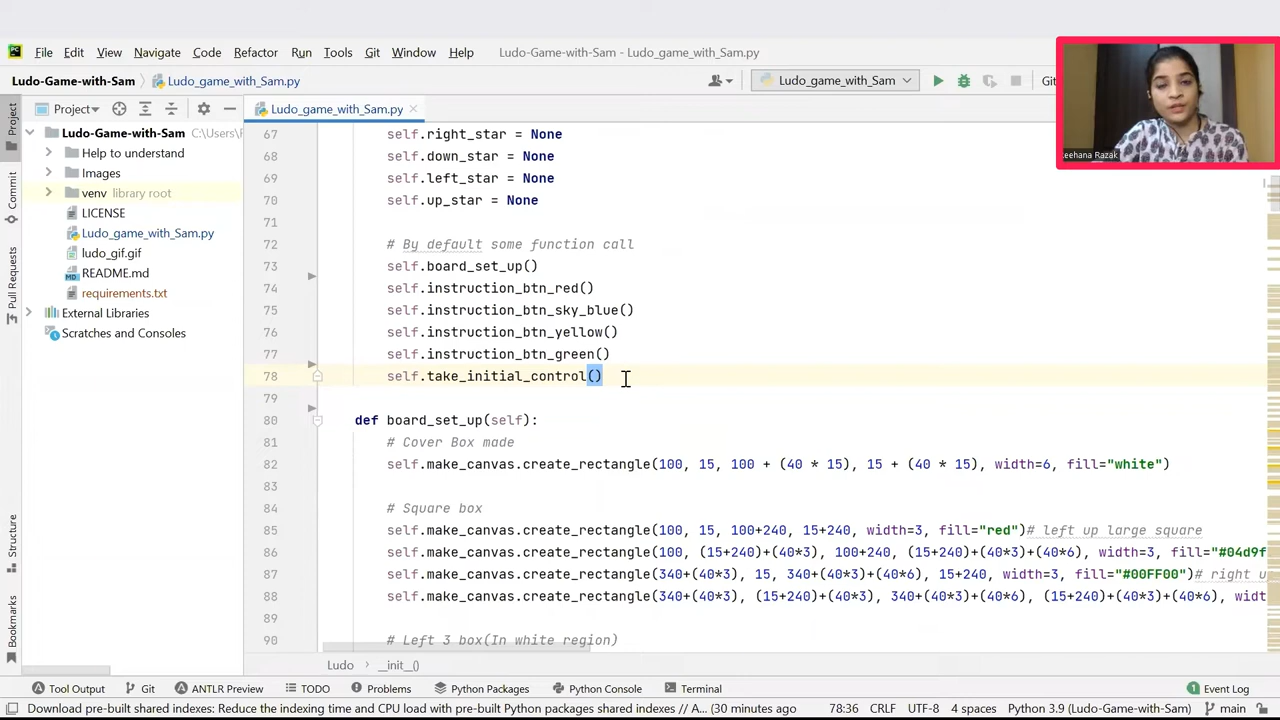 PC File Edit View Navigate Code Refactor Run Tools Git Window Help Ludo-Game-with-Sam - Ludo_game_with_Sam.py
Ludo-Game-with-Sam Ludo_game_with_Sam.py Ludo_game_with_Sam Git
Project Ludo_game_with_Sam.py
eehana Razak
Project
Commit
Pull Requests
Structure
Bookmarks
Ludo-Game-with-Sam C:\Users\
Help to understand
Images
venv library root
LICENSE
Ludo_game_with_Sam.py
ludo_gif.gif
README.md
requirements.txt
External Libraries
Scratches and Consoles
67 self.right_star = None
68 self.down_star = None
69 self.left_star = None
70 self.up_star = None
71
72 # By default some function call
73 self.board_set_up()
74 self.instruction_btn_red()
75 self.instruction_btn_sky_blue()
76 self.instruction_btn_yellow()
77 self.instruction_btn_green()
78 self.take_initial_control()
79
80 def board_set_up(self):
81 # Cover Box made
82 self.make_canvas.create_rectangle(100, 15, 100 + (40 * 15), 15 + (40 * 15), width=6, fill="white")
83
84 # Square box
85 self.make_canvas.create_rectangle(100, 15, 100+240, 15+240, width=3, fill="red")# left up large square
86 self.make_canvas.create_rectangle(100, (15+240)+(40*3), 100+240, (15+240)+(40*3)+(40*6), width=3, fill="#04d9f
87 self.make_canvas.create_rectangle(340+(40*3), 15, 340+(40*3)+(40*6), 15+240, width=3, fill="#00FF00")# right u
88 self.make_canvas.create_rectangle(340+(40*3), (15+240)+(40*3), 340+(40*3)+(40*6), (15+240)+(40*3)+(40*6), widt
89
90 # Left 3 box(In white region)
Ludo __init__()
Tool Output Git ANTLR Preview TODO Problems Python Packages Python Console Terminal 1 Event Log
Download pre-built shared indexes: Reduce the indexing time and CPU load with pre-built Python packages shared indexes // A... (30 minutes ago) 78:36 CRLF UTF-8 4 spaces Python 3.9 (Ludo-Game-with-Sam) main